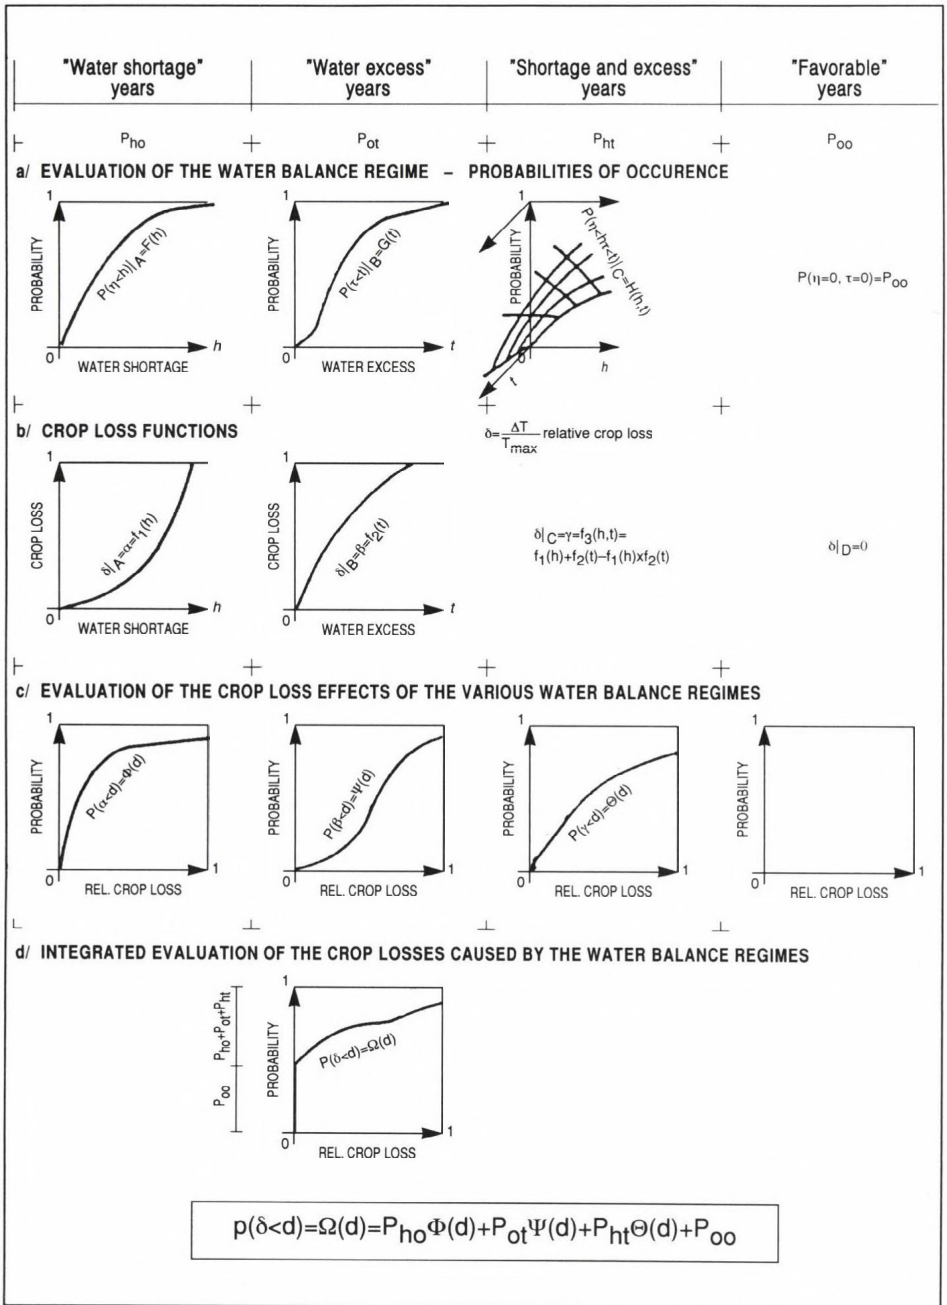 "Water shortage" years
"Water excess" years
"Shortage and excess" years
"Favorable" years
Pho
Pot
Pht
Poo
a/ EVALUATION OF THE WATER BALANCE REGIME – PROBABILITIES OF OCCURENCE
1
PROBABILITY
P(η<h)|A=F(h)
0
h
WATER SHORTAGE
1
PROBABILITY
P(τ<t)|B=G(t)
0
t
WATER EXCESS
1
PROBABILITY
P(η<hτ<t)|C=H(h,t)
0
t
h
P(η=0, τ=0)=Poo
b/ CROP LOSS FUNCTIONS
1
CROP LOSS
δ|A=α=f1(h)
0
h
WATER SHORTAGE
1
CROP LOSS
δ|B=β=f2(t)
0
t
WATER EXCESS
δ=ΔT/Tmax relative crop loss
δ|C=γ=f3(h,t)=
f1(h)+f2(t)–f1(h)xf2(t)
δ|D=0
c/ EVALUATION OF THE CROP LOSS EFFECTS OF THE VARIOUS WATER BALANCE REGIMES
1
PROBABILITY
P(α<d)=Φ(d)
0
1
REL. CROP LOSS
1
PROBABILITY
P(β<d)=Ψ(d)
0
1
REL. CROP LOSS
1
PROBABILITY
P(γ<d)=Θ(d)
0
1
REL. CROP LOSS
1
PROBABILITY
0
1
REL. CROP LOSS
d/ INTEGRATED EVALUATION OF THE CROP LOSSES CAUSED BY THE WATER BALANCE REGIMES
Poo
Pho+Pot+Pht
1
PROBABILITY
P(δ<d)=Ω(d)
0
1
REL. CROP LOSS
p(δ<d)=Ω(d)=PhoΦ(d)+PotΨ(d)+PhtΘ(d)+Poo